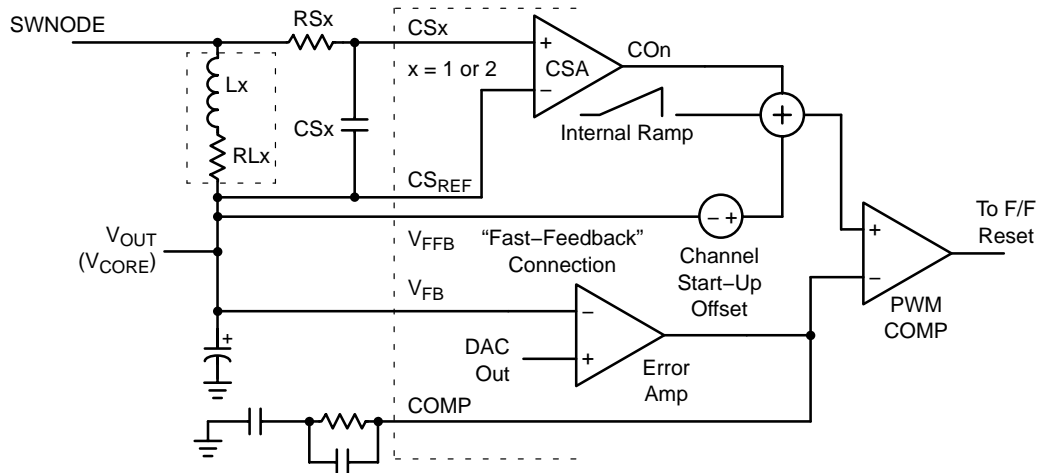 SWNODE
RSx
CSx
COn
+
x = 1 or 2
CSA
Lx
−
+
CSx
Internal Ramp
RLx
CSREF
− +
To F/F
Reset
VOUT
(VCORE)
VFFB
“Fast−Feedback”
Connection
Channel
Start−Up
Offset
+
−
VFB
PWM
COMP
+
−
DAC
Out
+
Error
Amp
COMP